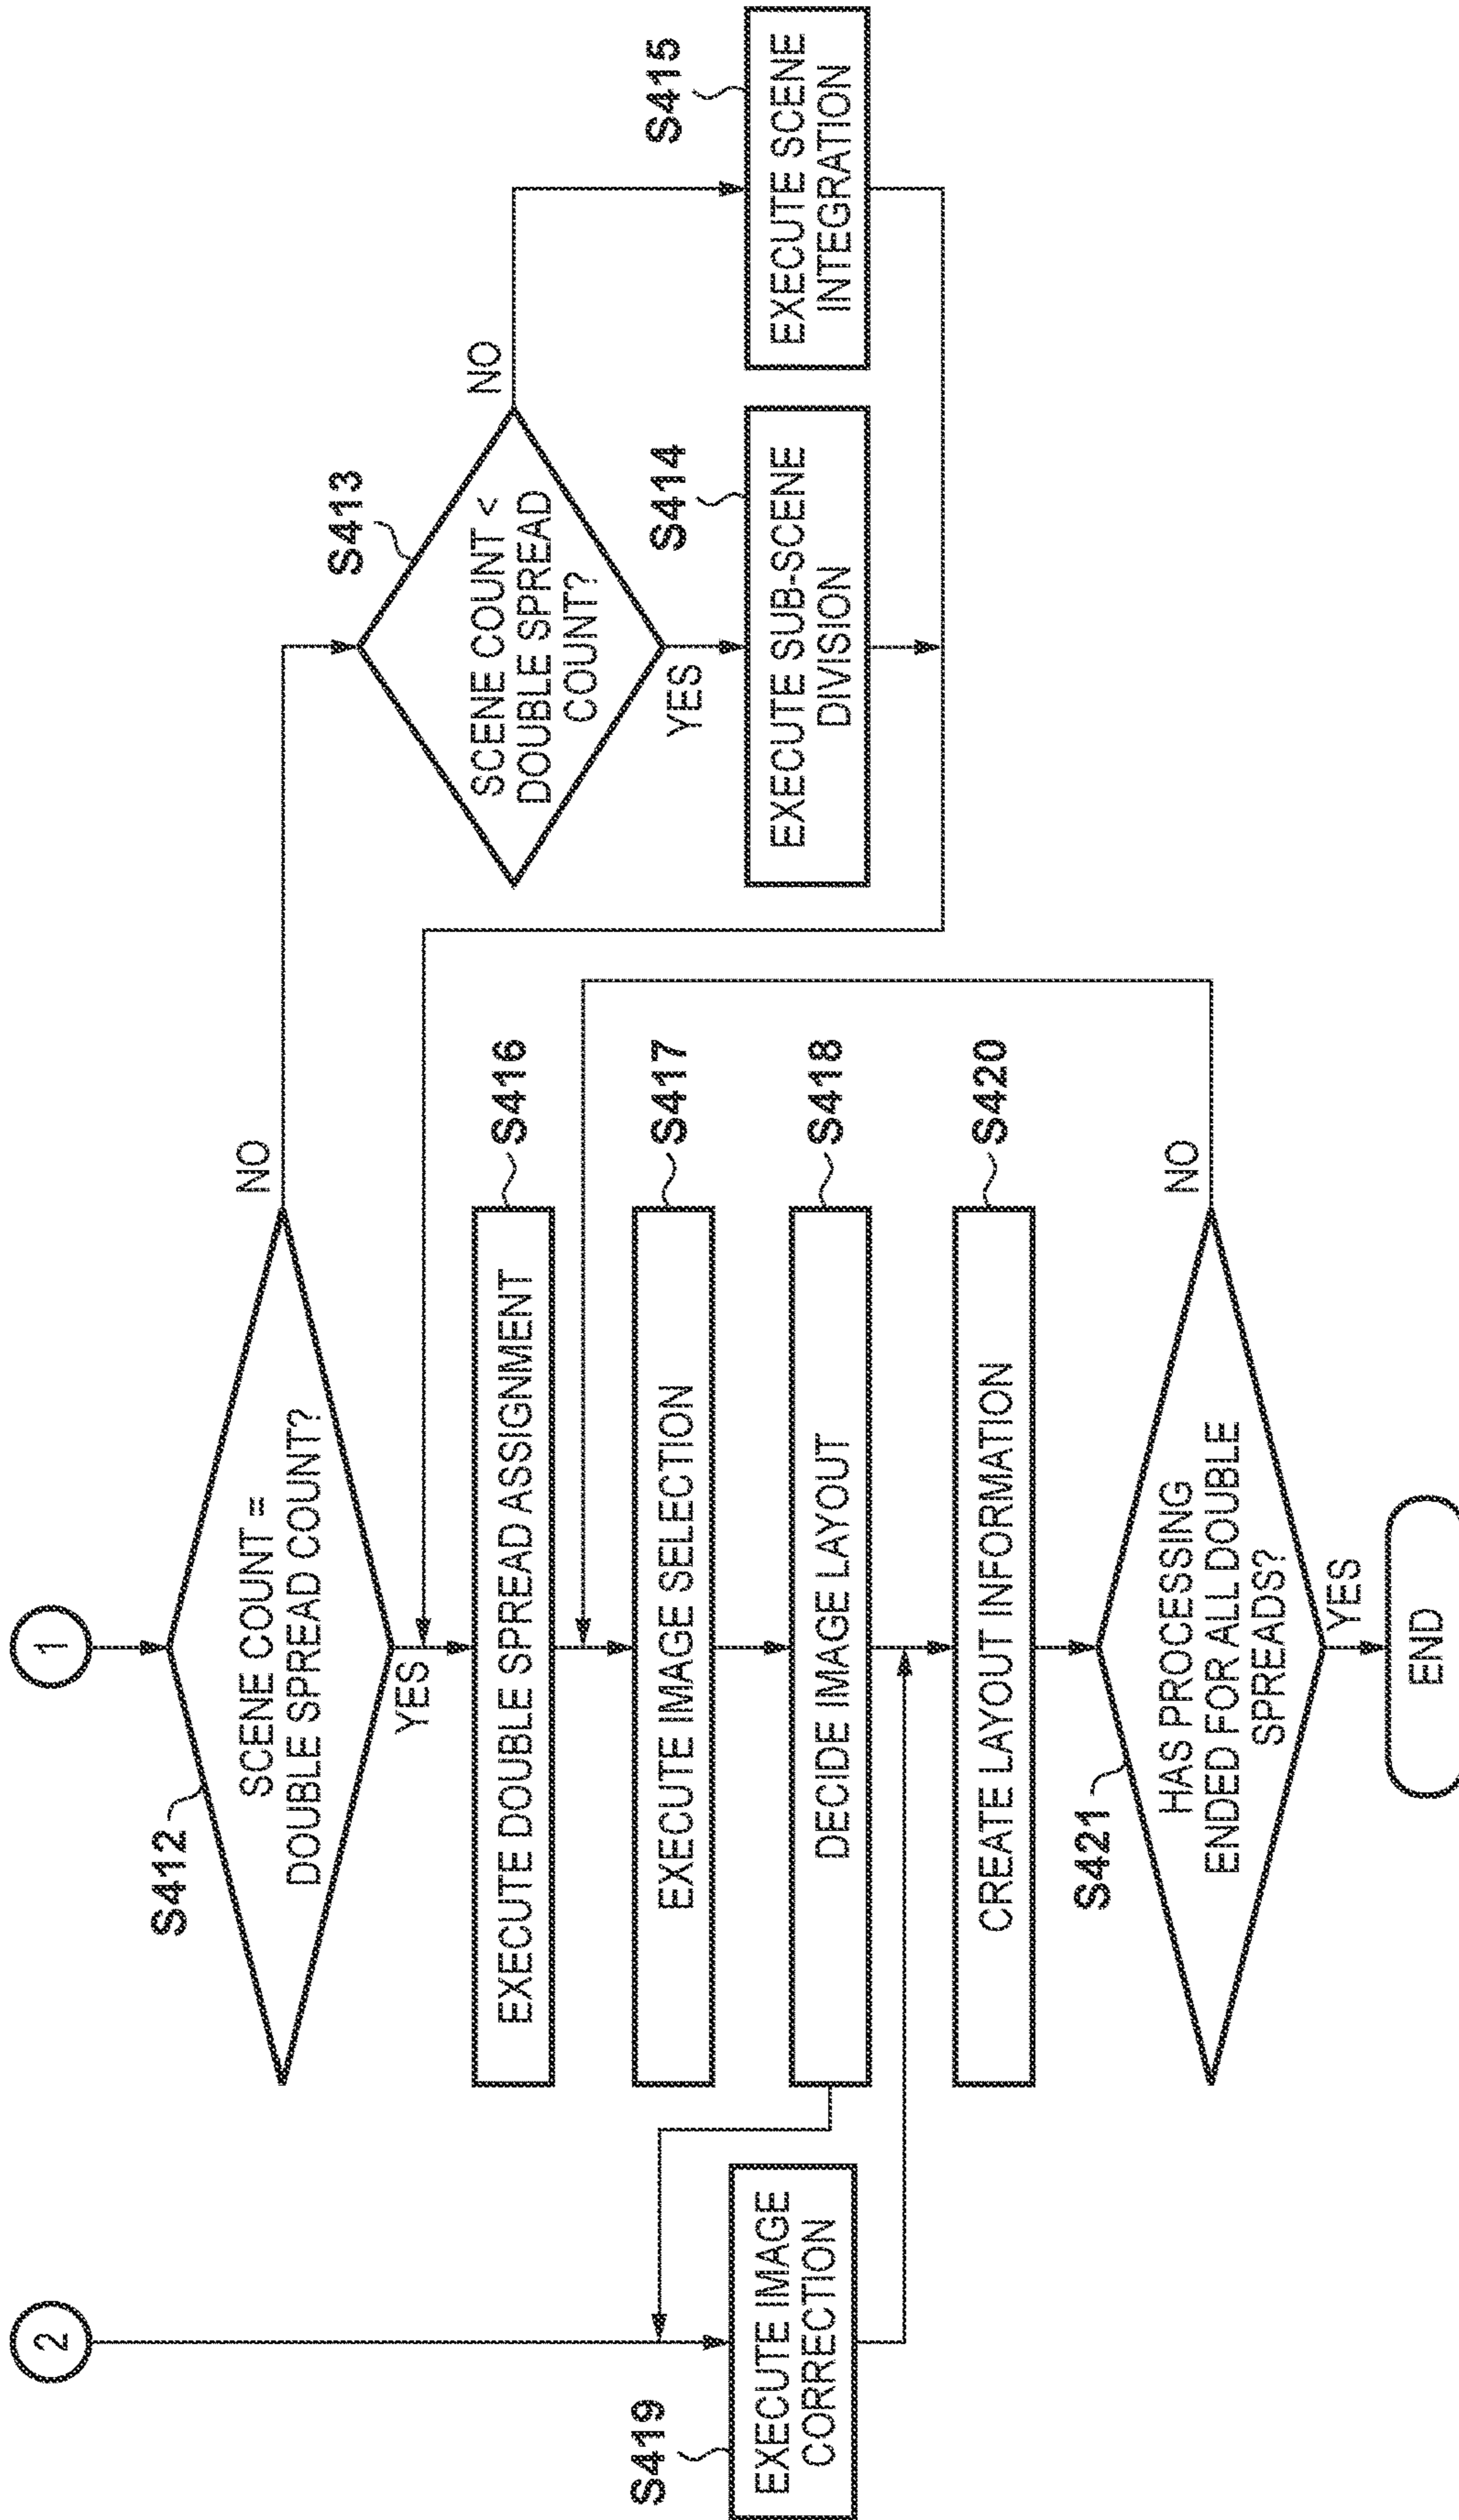 1
2
S412
SCENE COUNT =
DOUBLE SPREAD COUNT?
NO
YES
S413
SCENE COUNT <
DOUBLE SPREAD
COUNT?
NO
YES
S414
EXECUTE SUB-SCENE
DIVISION
S415
EXECUTE SCENE
INTEGRATION
S416
EXECUTE DOUBLE SPREAD ASSIGNMENT
S417
EXECUTE IMAGE SELECTION
S418
DECIDE IMAGE LAYOUT
S419
EXECUTE IMAGE
CORRECTION
S420
CREATE LAYOUT INFORMATION
S421
HAS PROCESSING
ENDED FOR ALL DOUBLE
SPREADS?
NO
YES
END